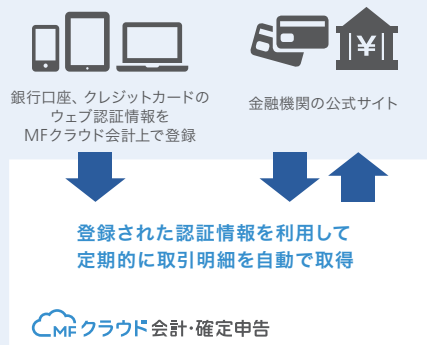 ¥
銀行口座、クレジットカードの
ウェブ認証情報を
MFクラウド会計上で登録
金融機関の公式サイト
登録された認証情報を利用して
定期的に取引明細を自動で取得
MFクラウド 会計・確定申告